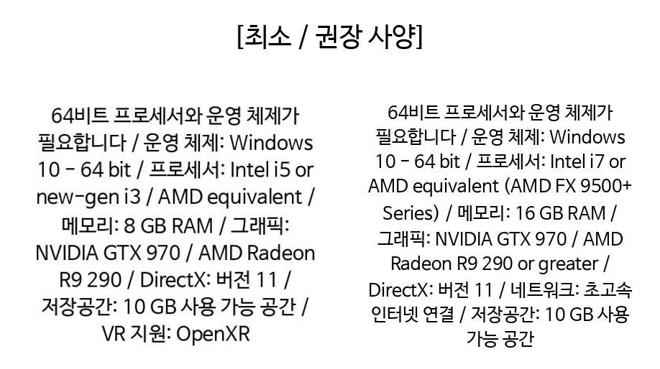 [최소 / 권장 사양]
64비트 프로세서와 운영 체제가
필요합니다 / 운영 체제: Windows
10 – 64 bit / 프로세서: Intel i5 or
new-gen i3 / AMD equivalent /
메모리: 8 GB RAM / 그래픽:
NVIDIA GTX 970 / AMD Radeon
R9 290 / DirectX: 버전 11 /
저장공간: 10 GB 사용 가능 공간 /
VR 지원: OpenXR
64비트 프로세서와 운영 체제가
필요합니다 / 운영 체제: Windows
10 – 64 bit / 프로세서: Intel i7 or
AMD equivalent (AMD FX 9500+
Series) / 메모리: 16 GB RAM /
그래픽: NVIDIA GTX 970 / AMD
Radeon R9 290 or greater /
DirectX: 버전 11 / 네트워크: 초고속
인터넷 연결 / 저장공간: 10 GB 사용
가능 공간